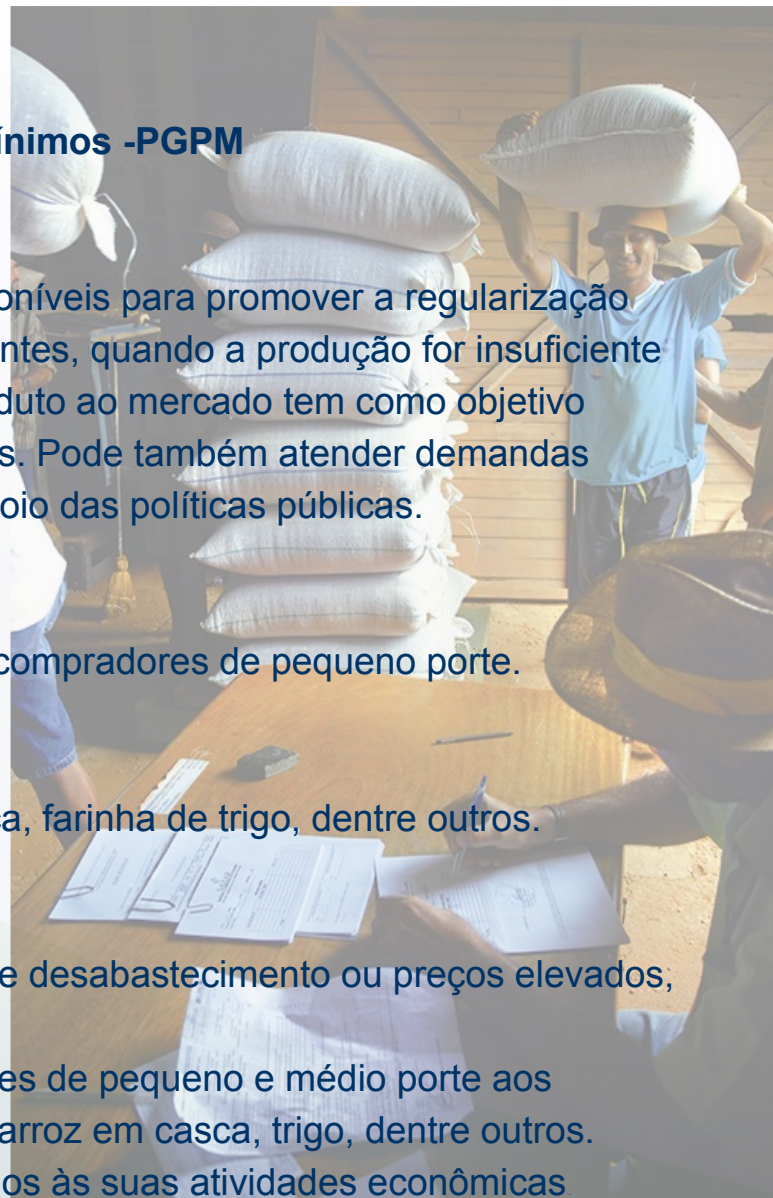 ínimos -PGPM
oníveis para promover a regularização
ntes, quando a produção for insuficiente
duto ao mercado tem como objetivo
s. Pode também atender demandas
oio das políticas públicas.
compradores de pequeno porte.
a, farinha de trigo, dentre outros.
e desabastecimento ou preços elevados,
es de pequeno e médio porte aos
arroz em casca, trigo, dentre outros.
os às suas atividades econômicas